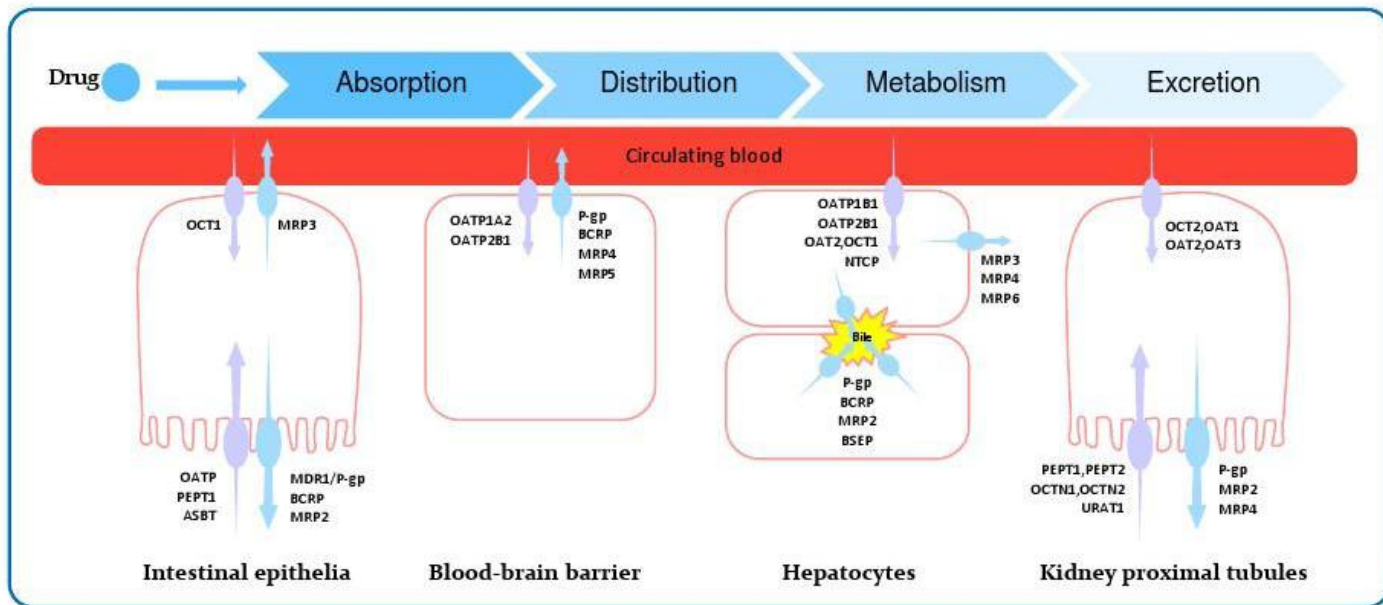 Drug
Absorption
Distribution
Metabolism
Excretion
Circulating blood
OCT1
MRP3
OATP
PEPT1
ASBT
MDR1/P-gp
BCRP
MRP2
Intestinal epithelia
OATP1A2
OATP2B1
P-gp
BCRP
MRP4
MRP5
Blood-brain barrier
OATP1B1
OATP2B1
OAT2,OCT1
NTCP
MRP3
MRP4
MRP6
Bile
P-gp
BCRP
MRP2
BSEP
Hepatocytes
OCT2,OAT1
OAT2,OAT3
PEPT1,PEPT2
OCTN1,OCTN2
URAT1
P-gp
MRP2
MRP4
Kidney proximal tubules